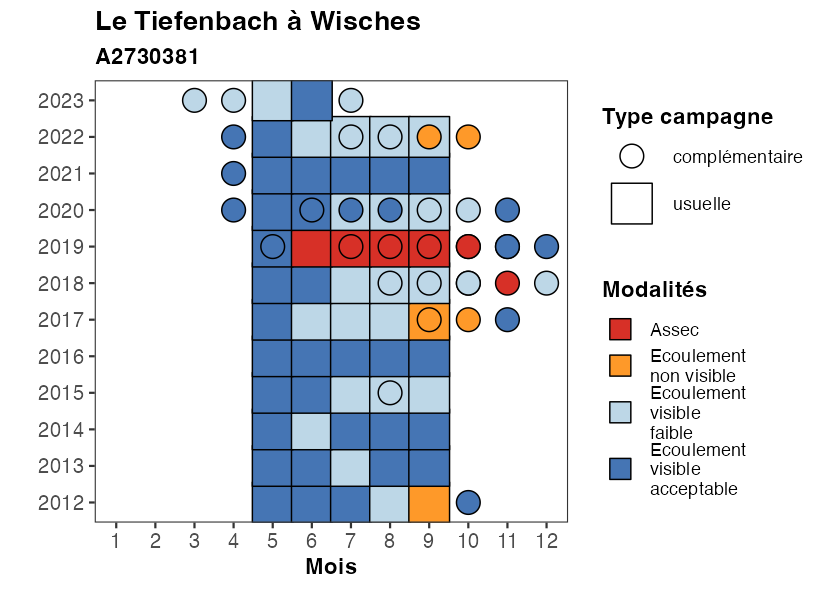 Le Tiefenbach à Wisches
A2730381
2023
2022
2021
2020
2019
2018
2017
2016
2015
2014
2013
2012
1 2 3 4 5 6 7 8 9 10 11 12
Mois
Type campagne
complémentaire
usuelle
Modalités
Assec
Ecoulement
non visible
Ecoulement
visible
faible
Ecoulement
visible
acceptable